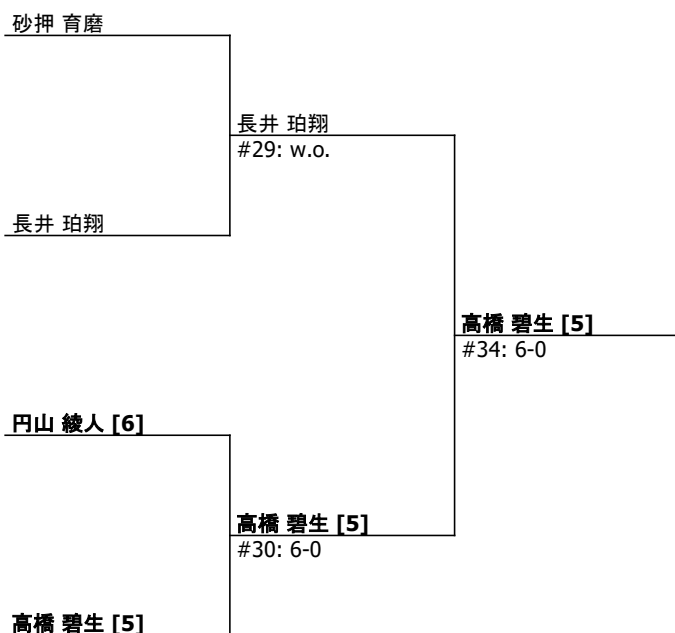 砂押 育磨
長井 珀翔
#29: w.o.
長井 珀翔
高橋 碧生 [5]
#34: 6-0
円山 綾人 [6]
高橋 碧生 [5]
#30: 6-0
高橋 碧生 [5]